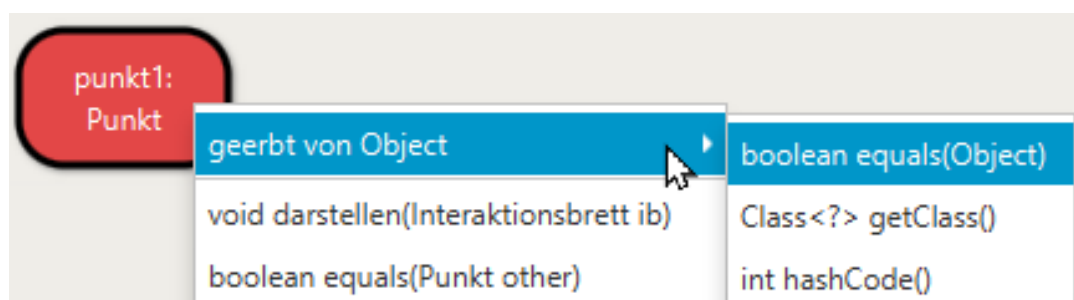 punkt1:
Punkt
geerbt von Object
void darstellen(Interaktionsbrett ib)
boolean equals(Punkt other)
boolean equals(Object)
Class<?> getClass()
int hashCode()